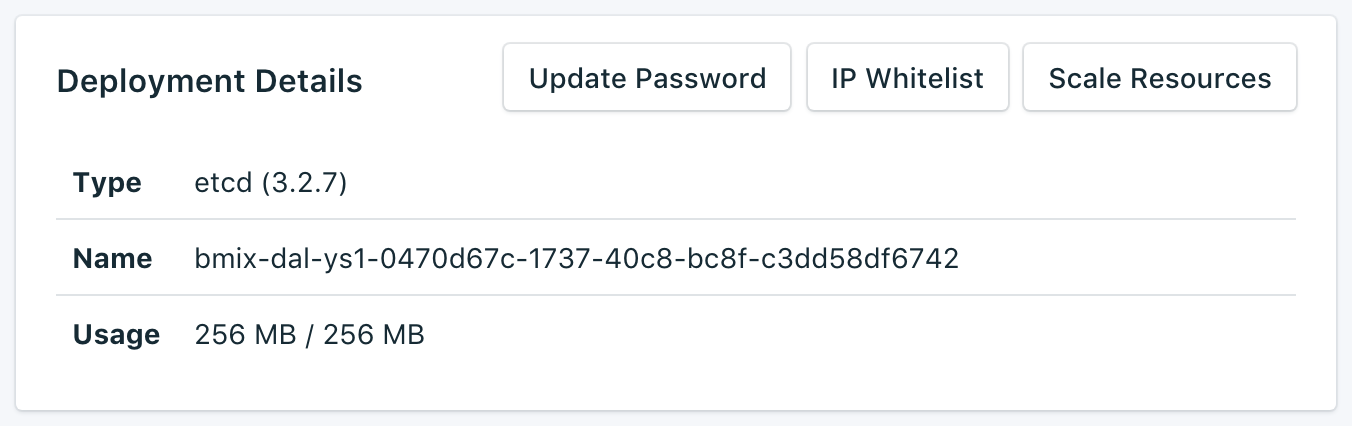 Deployment Details
Update Password
IP Whitelist
Scale Resources
Type etcd (3.2.7)
Name bmix-dal-ys1-0470d67c-1737-40c8-bc8f-c3dd58df6742
Usage 256 MB / 256 MB